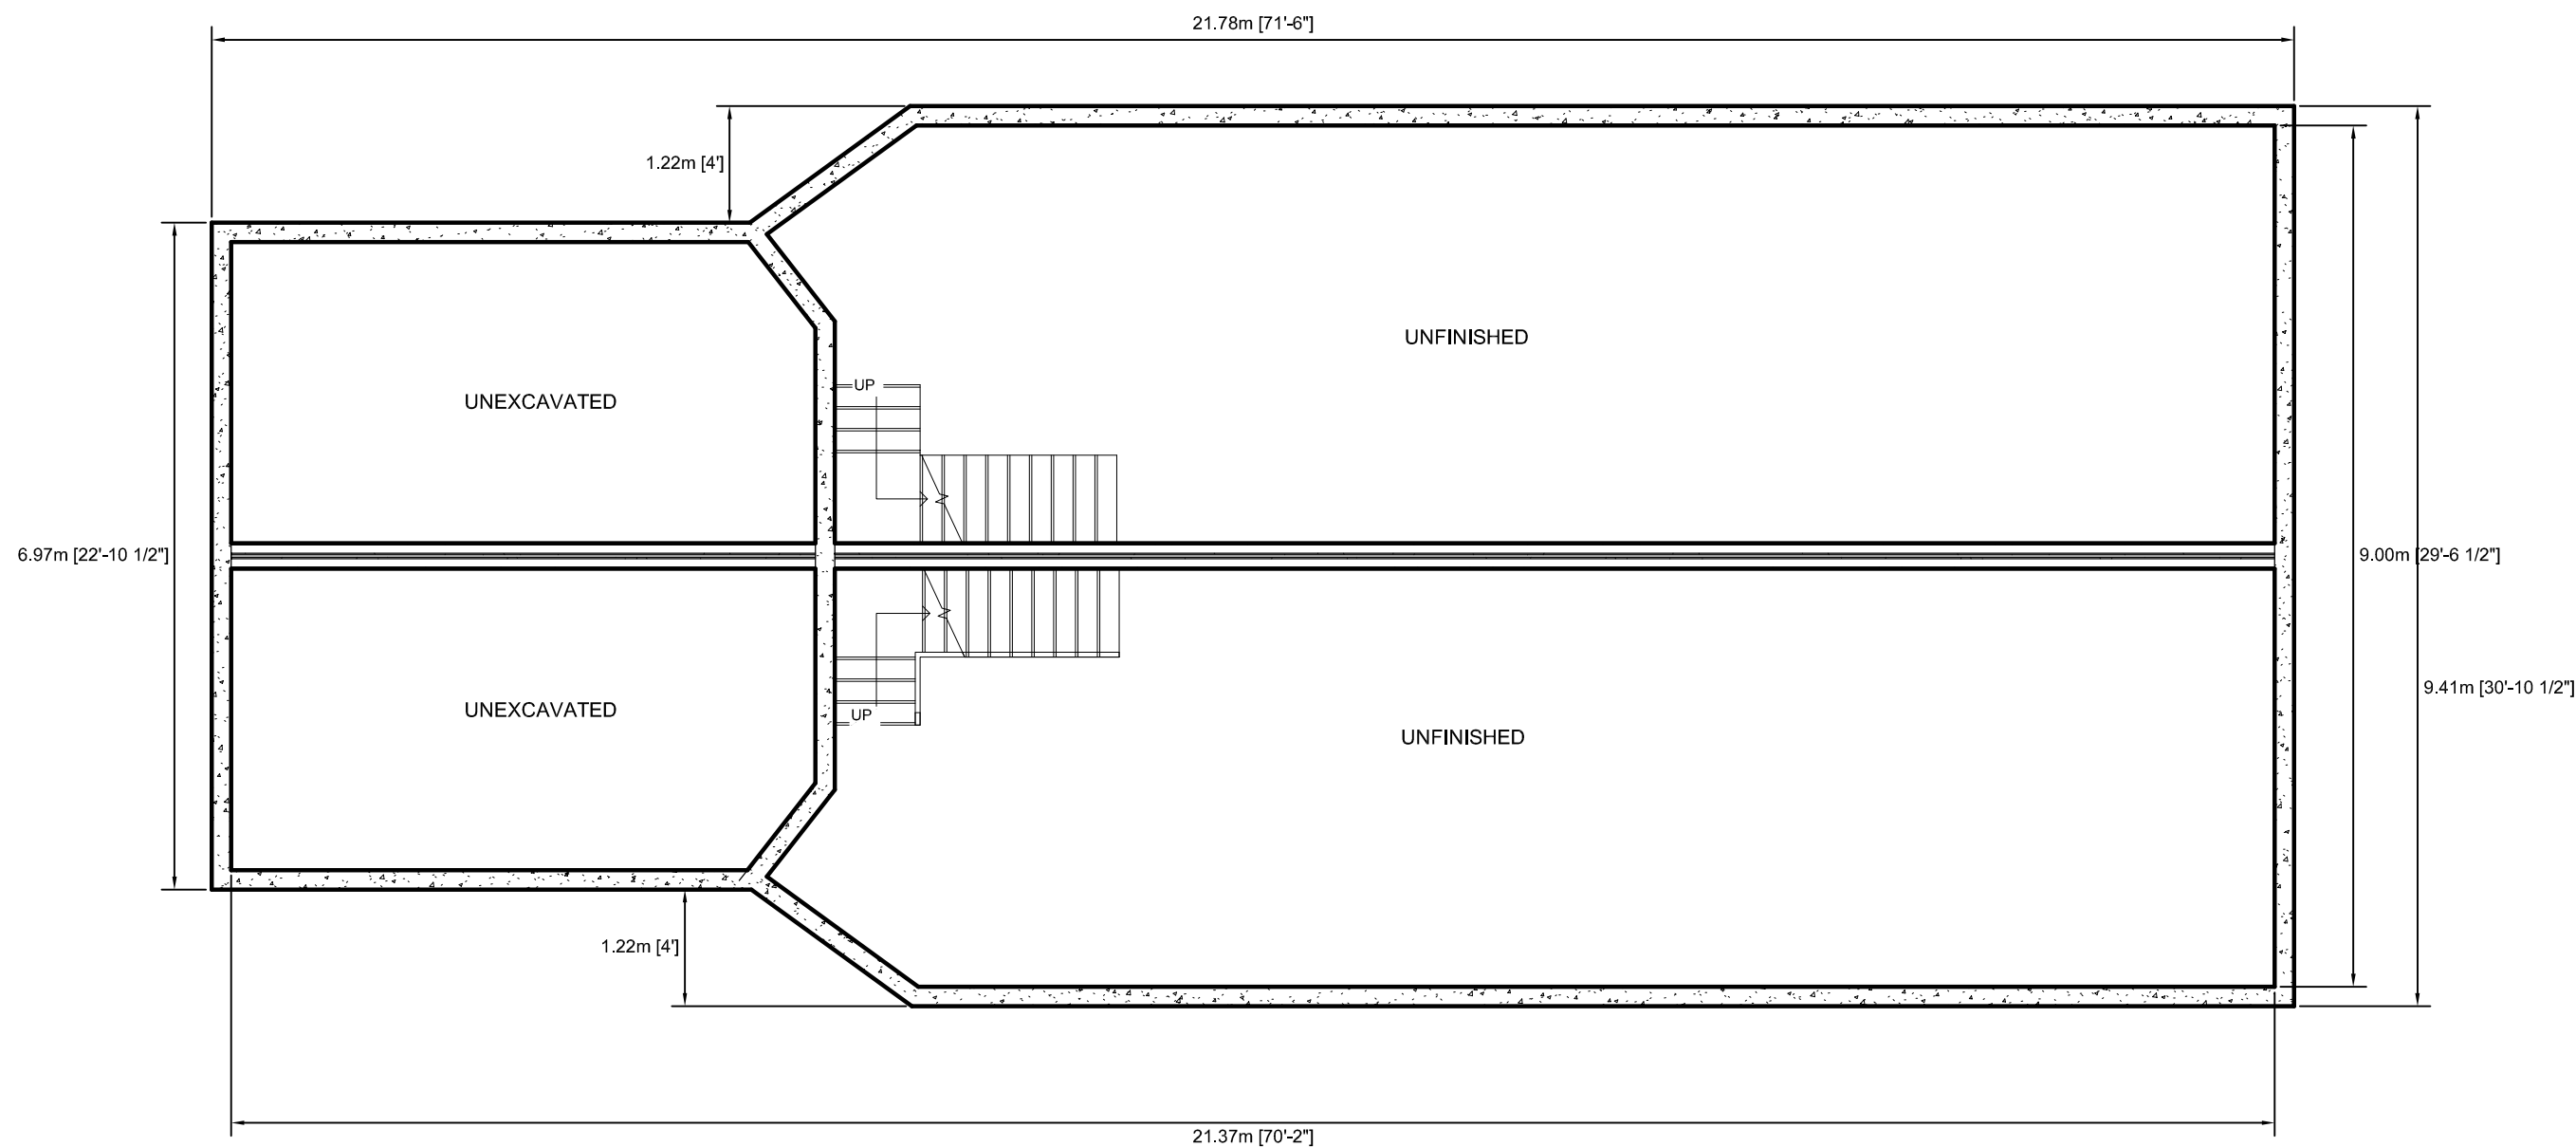 21.78m [71'-6"]
1.22m [4']
UNFINISHED
UP
UNEXCAVATED
6.97m [22'-10 1/2"]
9.00m [29'-6 1/2"]
9.41m [30'-10 1/2"]
UNEXCAVATED
UP
UNFINISHED
1.22m [4']
21.37m [70'-2"]